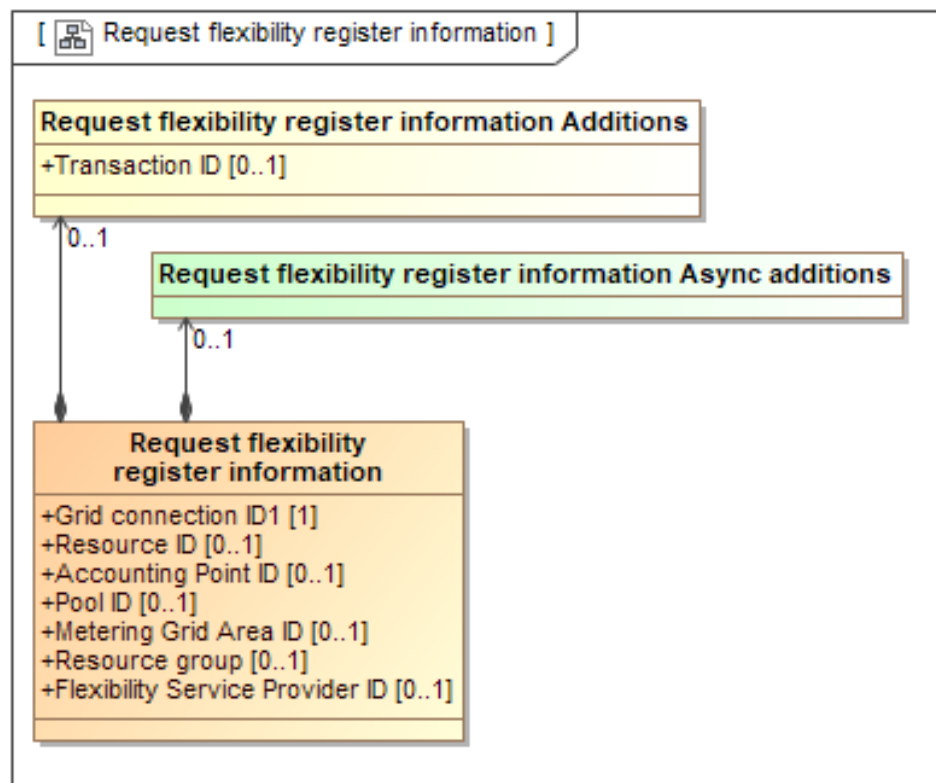 [ Request flexibility register information ]
Request flexibility register information Additions
+Transaction ID [0..1]
0..1
Request flexibility register information Async additions
0..1
Request flexibility
register information
+Grid connection ID1 [1]
+Resource ID [0..1]
+Accounting Point ID [0..1]
+Pool ID [0..1]
+Metering Grid Area ID [0..1]
+Resource group [0..1]
+Flexibility Service Provider ID [0..1]